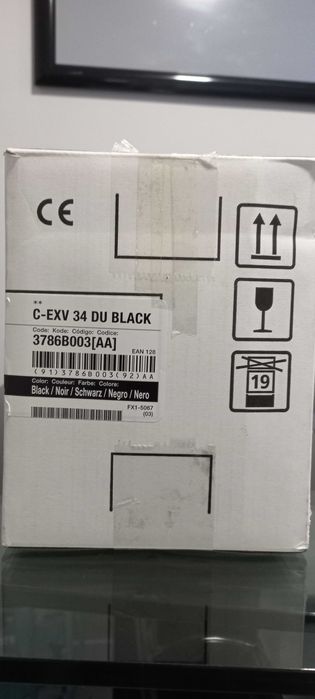 CE
**
C-EXV 34 DU BLACK
Code: Kode: Código: Codice:
3786B003[AA]
EAN 128
(91)3786B003(92)AA
Color: Couleur: Farbe: Colore:
Black / Noir / Schwarz / Negro / Nero
FX1-5067
(03)
19